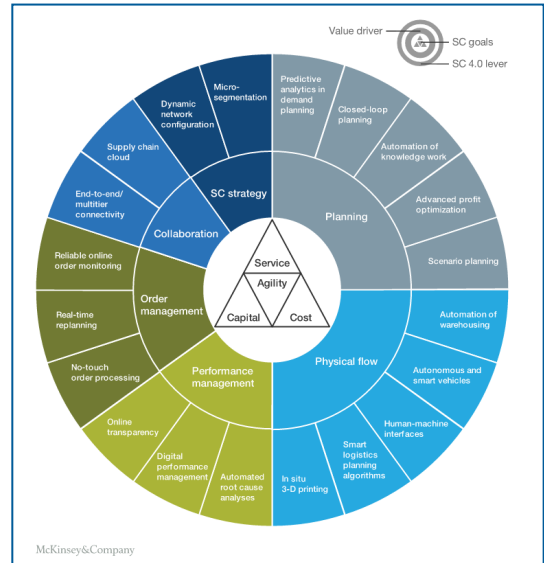 Value driver
SC goals
SC 4.0 lever
Predictive
analytics in
demand
planning
Closed-loop
planning
Automation of
knowledge work
Advanced profit
optimization
Scenario planning
Planning
Automation of
warehousing
Autonomous and
smart vehicles
Human-machine
interfaces
Smart
logistics
planning
algorithms
In situ
3-D printing
Physical flow
Automated
root cause
analyses
Digital
performance
management
Online
transparency
Performance
management
No-touch
order processing
Real-time
replanning
Reliable online
order monitoring
Order
management
End-to-end/
multitier
connectivity
Supply chain
cloud
Collaboration
Dynamic
network
configuration
Micro-
segmentation
SC strategy
Service
Agility
Capital
Cost
McKinsey&Company